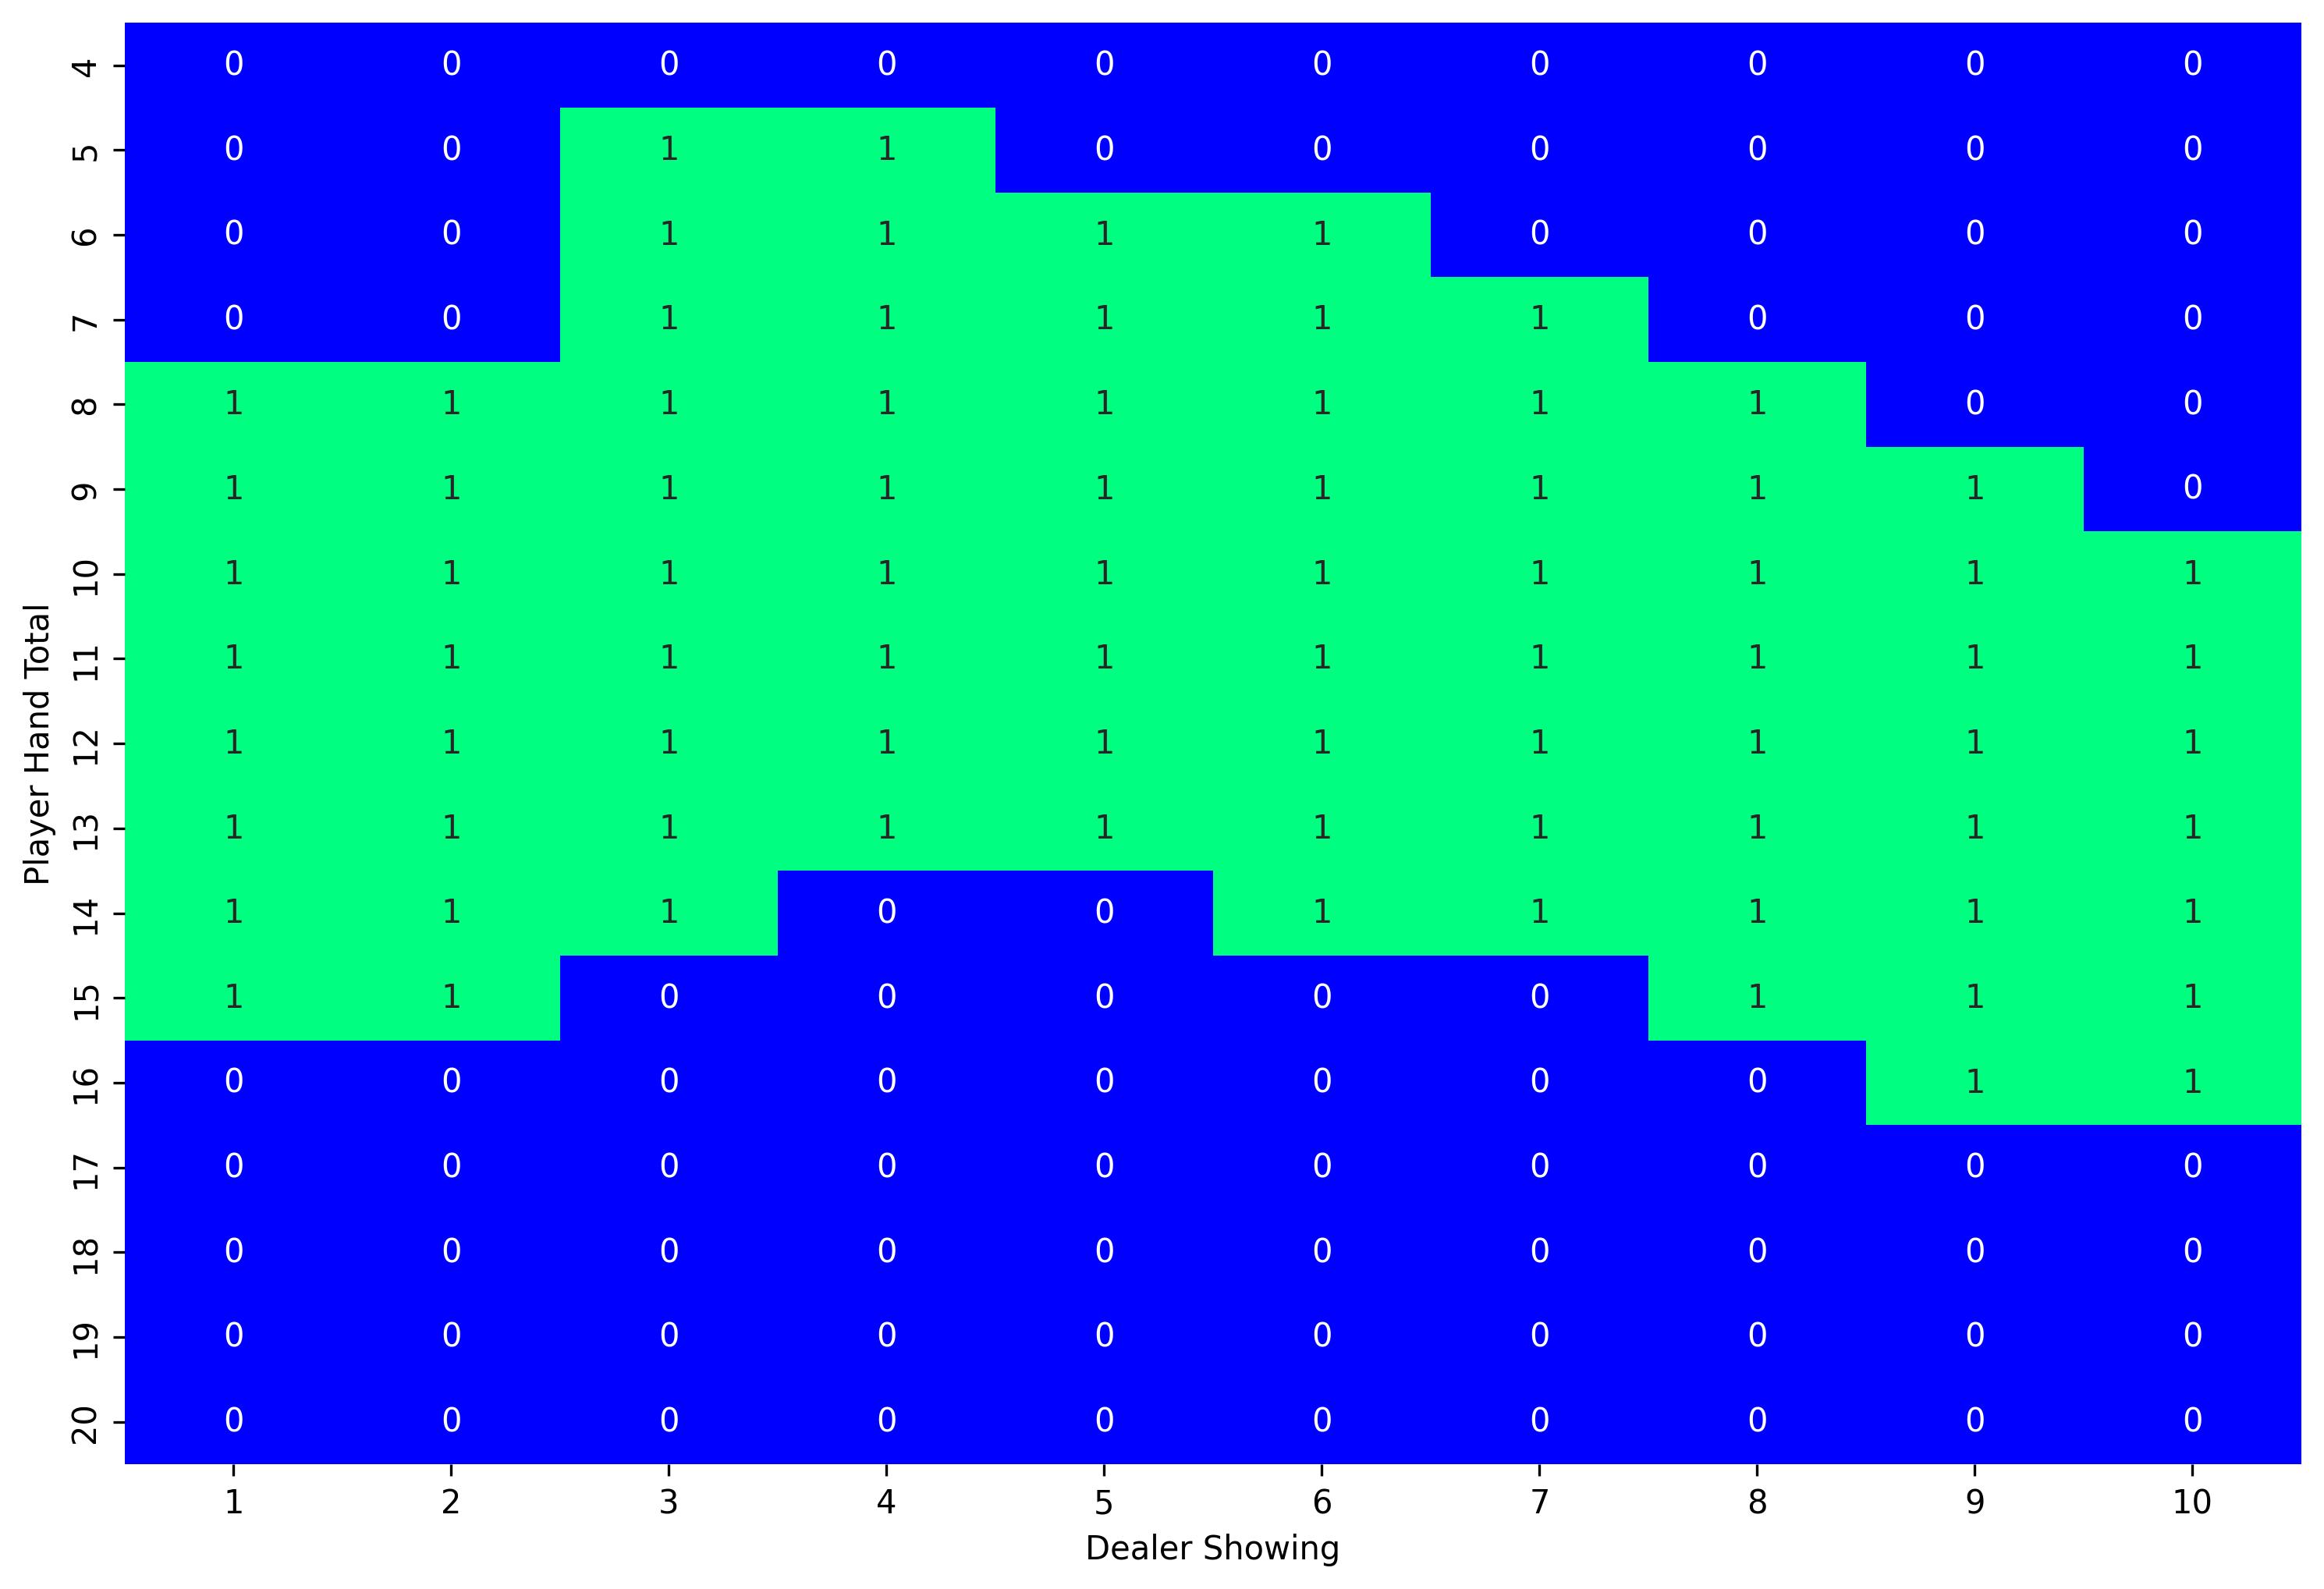 4 0 0 0 0 0 0 0 0 0 0
5 0 0 1 1 0 0 0 0 0 0
6 0 0 1 1 1 1 0 0 0 0
7 0 0 1 1 1 1 1 0 0 0
8 1 1 1 1 1 1 1 1 0 0
9 1 1 1 1 1 1 1 1 1 0
10 1 1 1 1 1 1 1 1 1 1
11 1 1 1 1 1 1 1 1 1 1
12 1 1 1 1 1 1 1 1 1 1
13 1 1 1 1 1 1 1 1 1 1
14 1 1 1 0 0 1 1 1 1 1
15 1 1 0 0 0 0 0 1 1 1
16 0 0 0 0 0 0 0 0 1 1
17 0 0 0 0 0 0 0 0 0 0
18 0 0 0 0 0 0 0 0 0 0
19 0 0 0 0 0 0 0 0 0 0
20 0 0 0 0 0 0 0 0 0 0
1 2 3 4 5 6 7 8 9 10
Dealer Showing
Player Hand Total